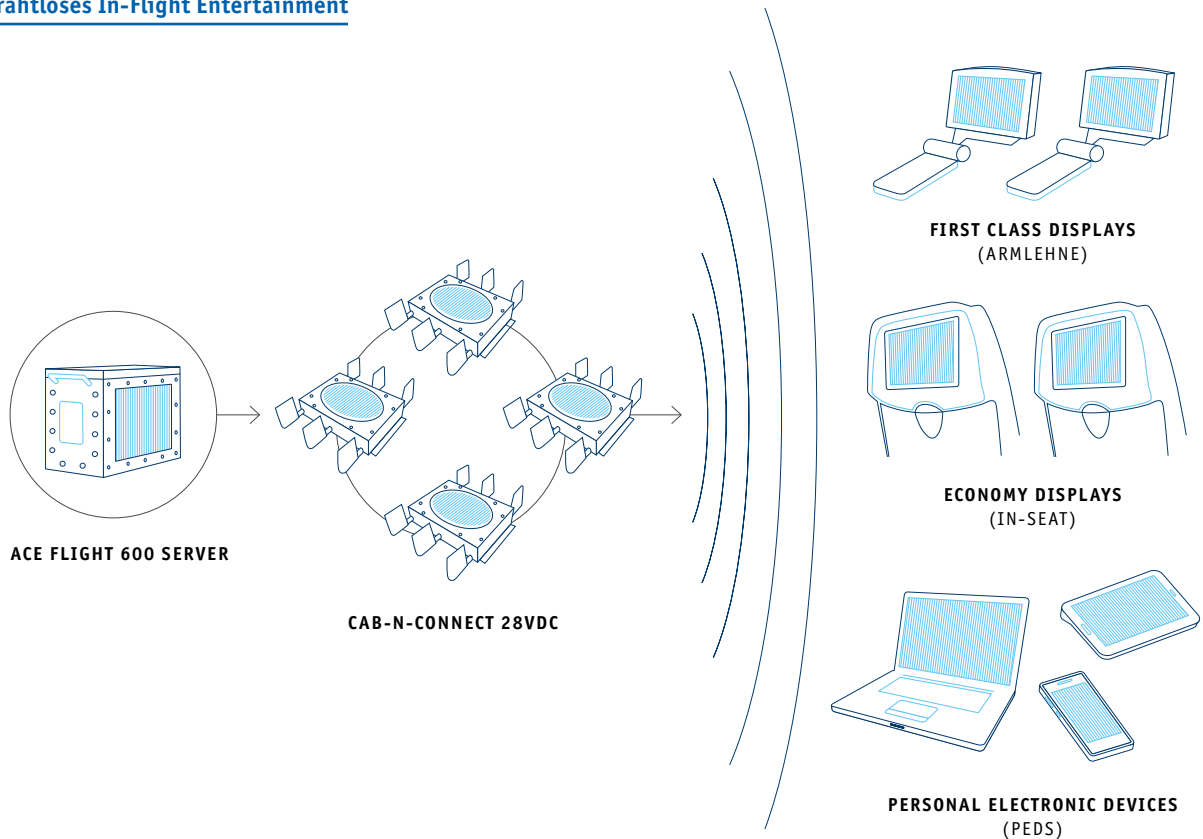 rahtloses In-Flight Entertainment
FIRST CLASS DISPLAYS
(ARMLEHNE)
ECONOMY DISPLAYS
(IN-SEAT)
ACE FLIGHT 600 SERVER
CAB-N-CONNECT 28VDC
PERSONAL ELECTRONIC DEVICES
(PEDS)